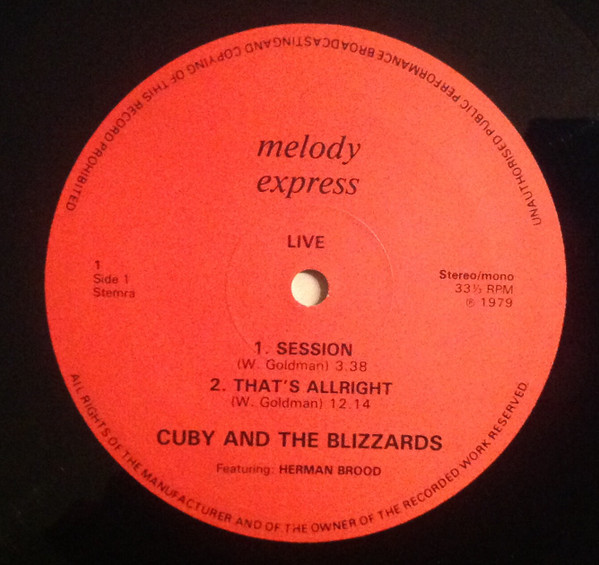 UNAUTHORISED PUBLIC PERFORMANCE BROADCASTING AND COPYING OF THIS RECORD PROHIBITED
melody
express
LIVE
1
Side 1
Stemra
Stereo/mono
33⅓ RPM
℗ 1979
1. SESSION
(W. Goldman) 3.38
2. THAT'S ALLRIGHT
(W. Goldman) 12.14
CUBY AND THE BLIZZARDS
Featuring: HERMAN BROOD
ALL RIGHTS OF THE MANUFACTURER AND OF THE OWNER OF THE RECORDED WORK RESERVED